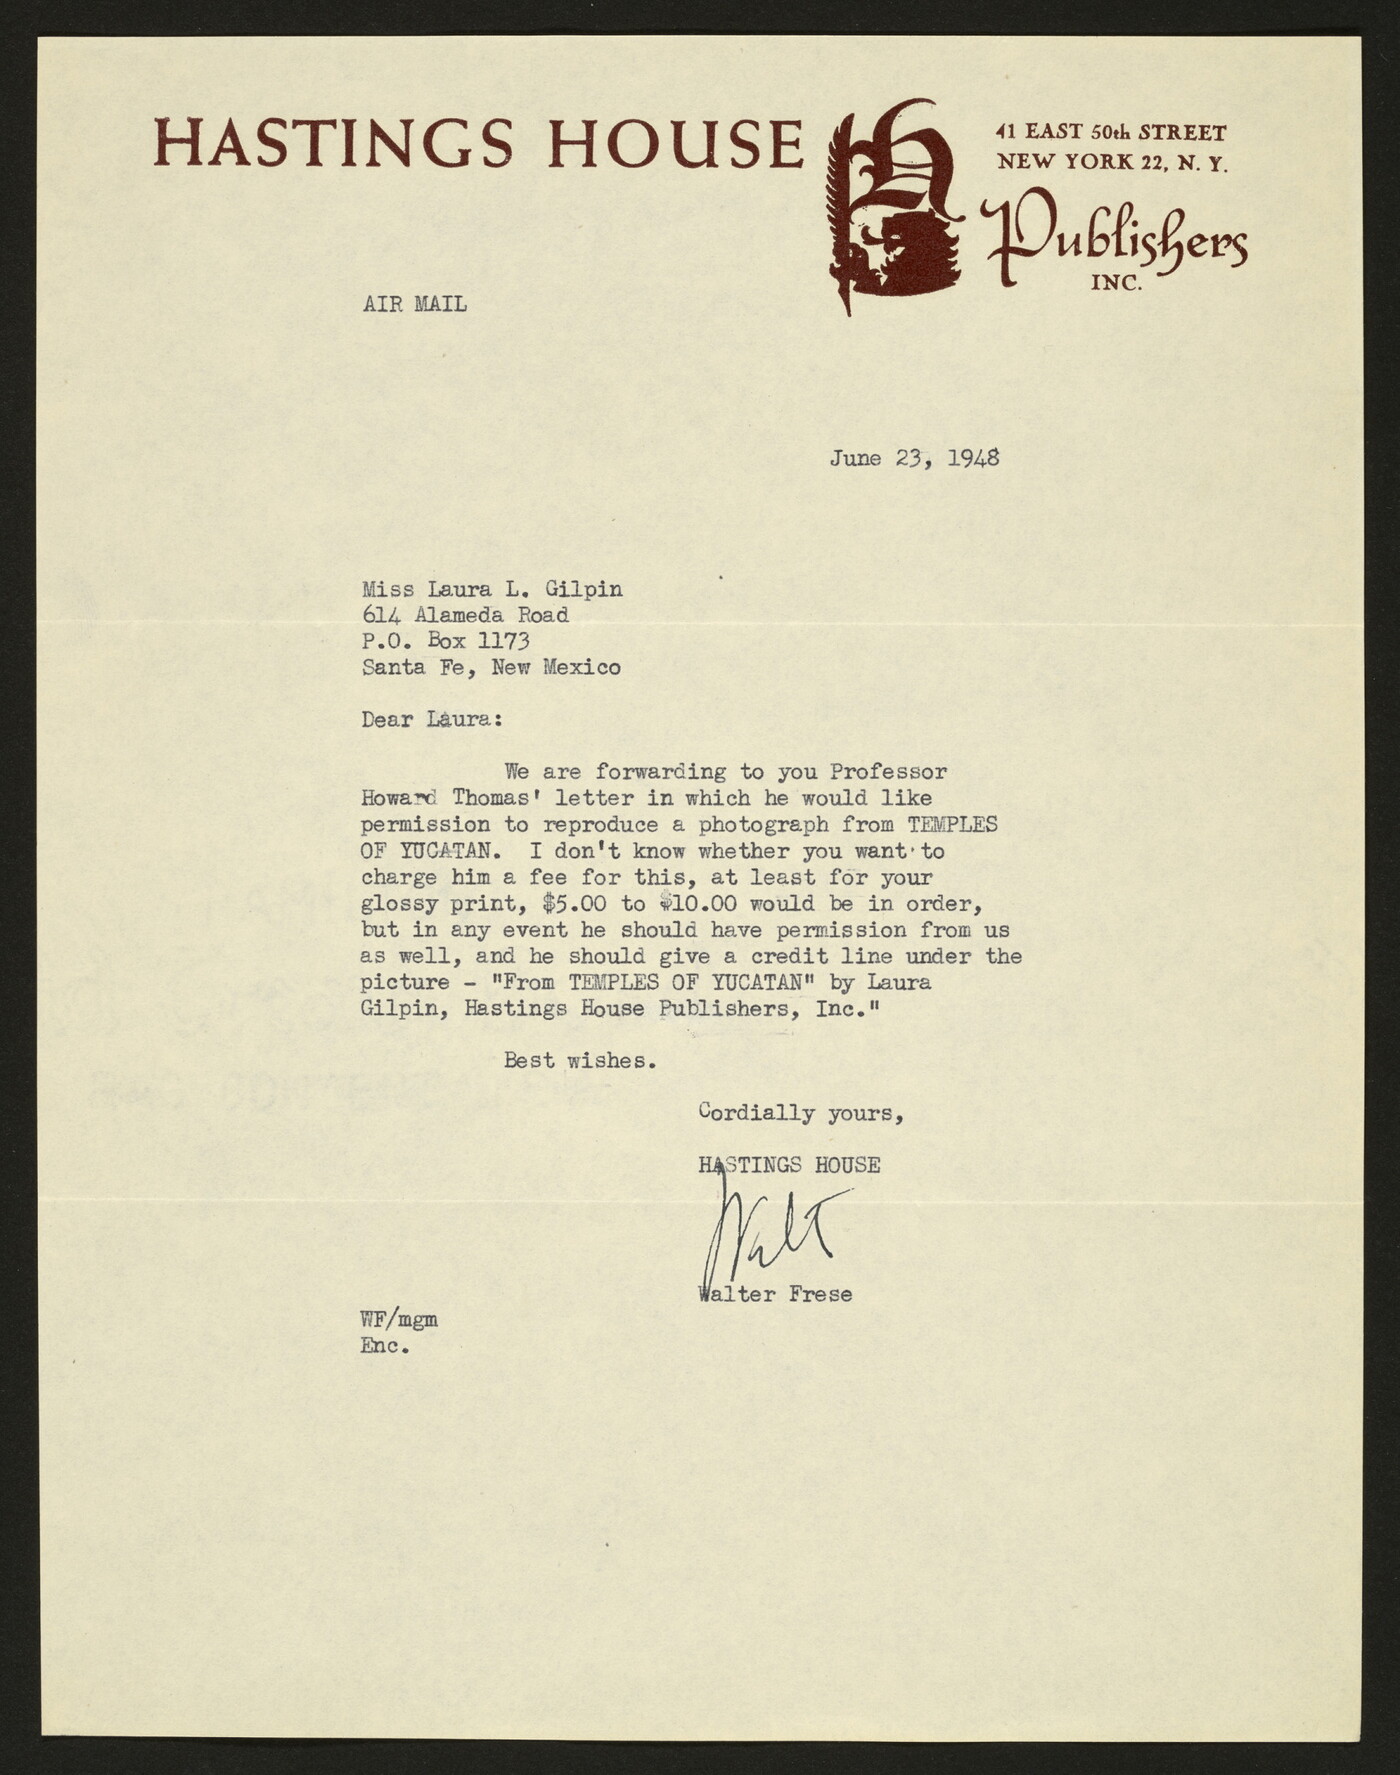 HASTINGS HOUSE
41 EAST 50th STREET
NEW YORK 22, N. Y.
Publishers
INC.
AIR MAIL
June 23, 1948
Miss Laura L. Gilpin
614 Alameda Road
P.O. Box 1173
Santa Fe, New Mexico
Dear Laura:
We are forwarding to you Professor
Howard Thomas' letter in which he would like
permission to reproduce a photograph from TEMPLES
OF YUCATAN. I don't know whether you want to
charge him a fee for this, at least for your
glossy print, $5.00 to $10.00 would be in order,
but in any event he should have permission from us
as well, and he should give a credit line under the
picture - "From TEMPLES OF YUCATAN" by Laura
Gilpin, Hastings House Publishers, Inc."
Best wishes.
Cordially yours,
HASTINGS HOUSE
Walt
Walter Frese
WF/mgm
Enc.